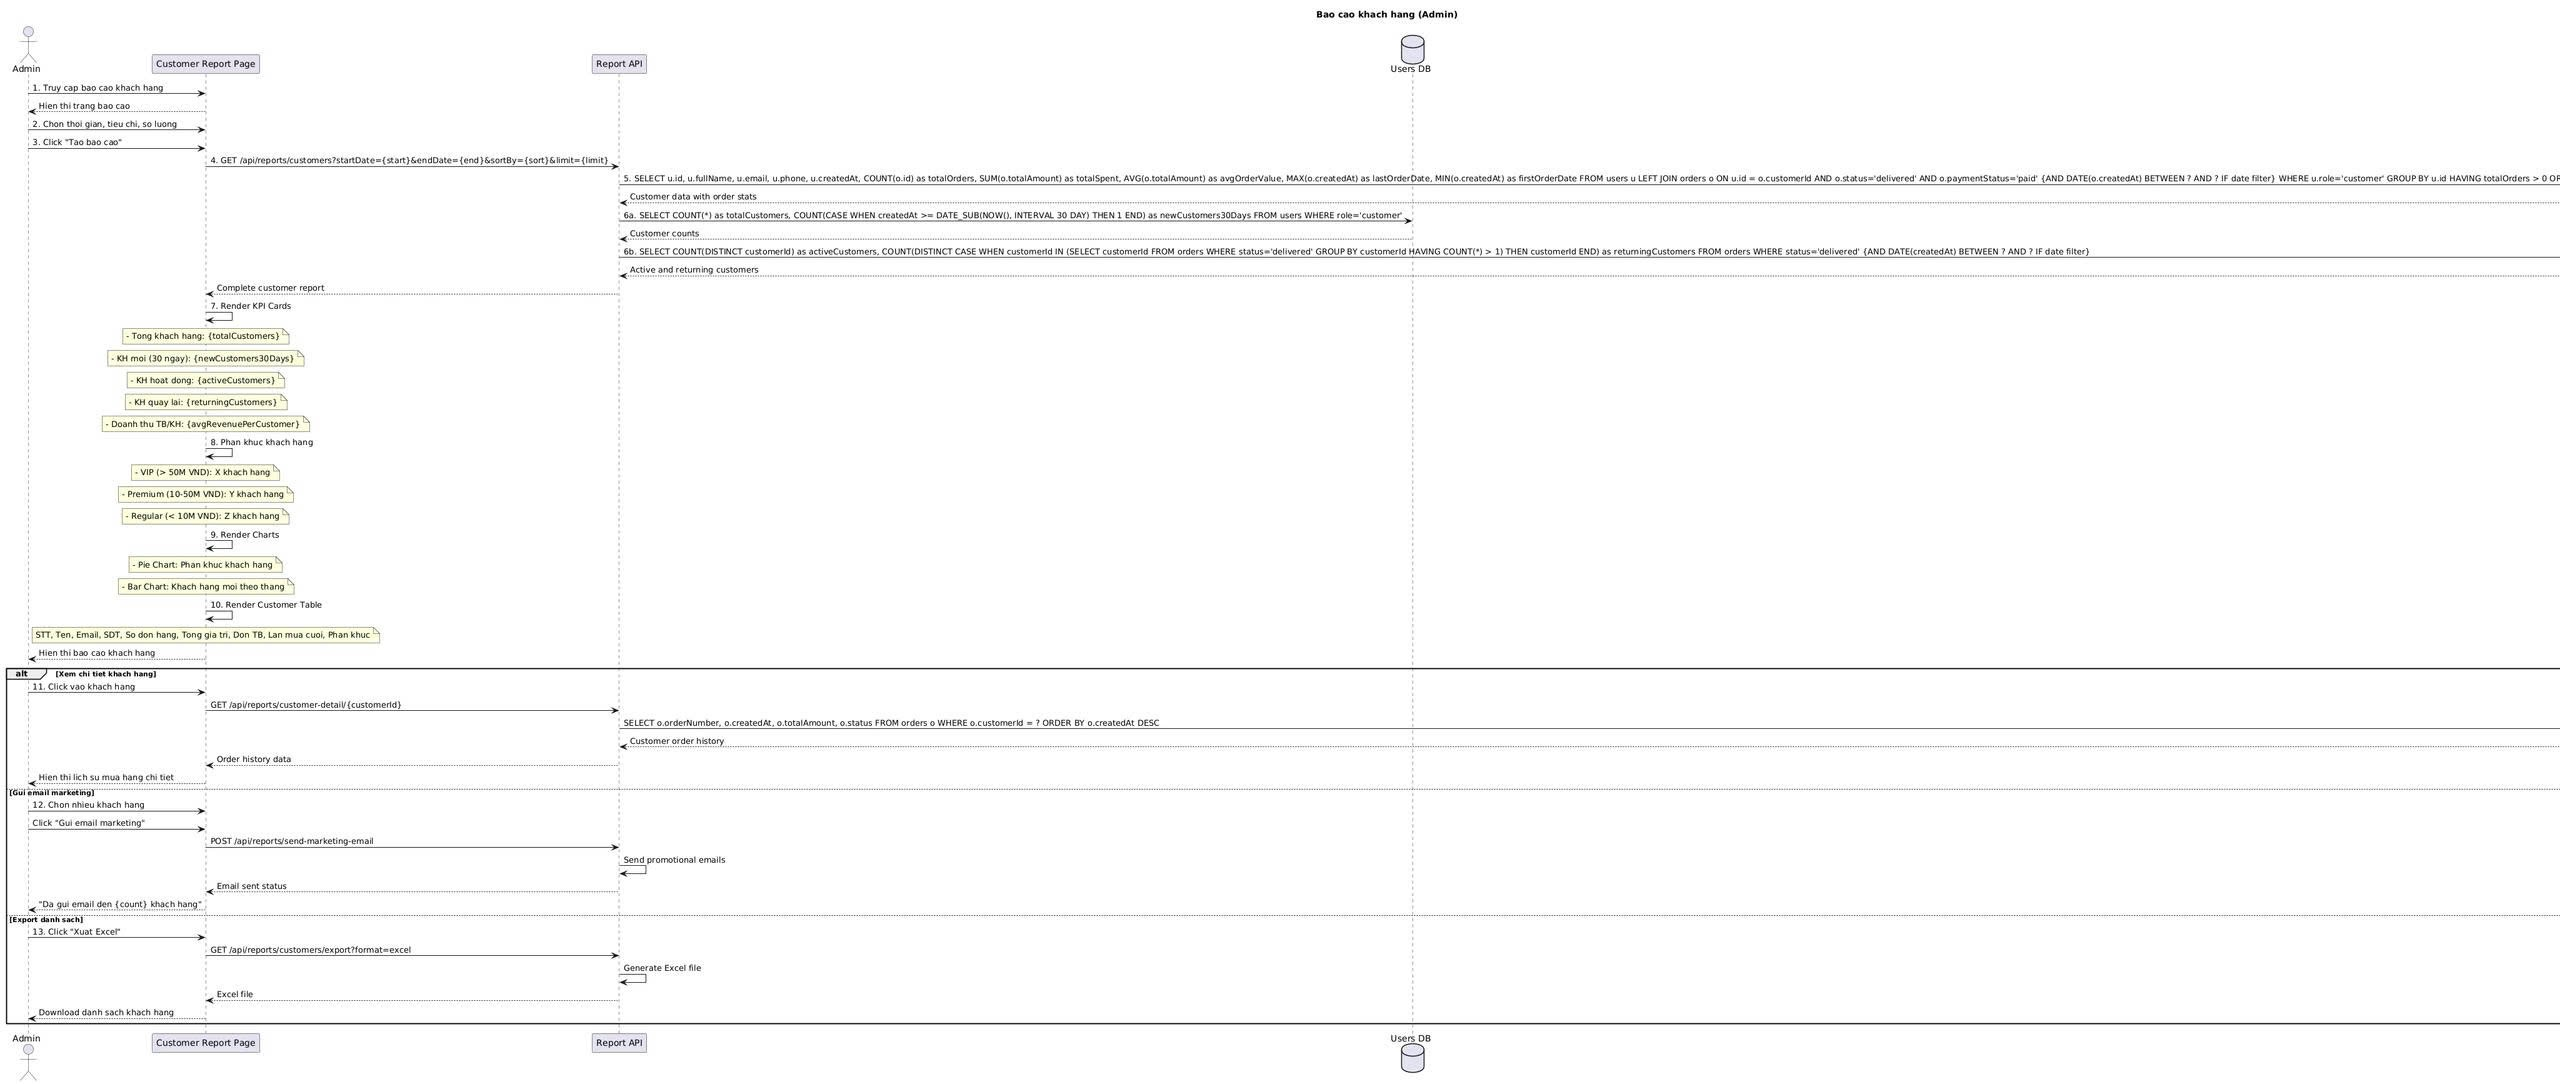 Bao cao khach hang (Admin)
Admin
Customer Report Page
Report API
Users DB
1. Truy cap bao cao khach hang
Hien thi trang bao cao
2. Chon thoi gian, tieu chi, so luong
3. Click "Tao bao cao"
4. GET /api/reports/customers?startDate={start}&endDate={end}&sortBy={sort}&limit={limit}
5. SELECT u.id, u.fullName, u.email, u.phone, u.createdAt, COUNT(o.id) as totalOrders, SUM(o.totalAmount) as totalSpent, AVG(o.totalAmount) as avgOrderValue, MAX(o.createdAt) as lastOrderDate, MIN(o.createdAt) as firstOrderDate FROM users u LEFT JOIN orders o ON u.id = o.customerId AND o.status='delivered' AND o.paymentStatus='paid' {AND DATE(o.createdAt) BETWEEN ? AND ? IF date filter} WHERE u.role='customer' GROUP BY u.id HAVING totalOrders > 0 OR
Customer data with order stats
6a. SELECT COUNT(*) as totalCustomers, COUNT(CASE WHEN createdAt >= DATE_SUB(NOW(), INTERVAL 30 DAY) THEN 1 END) as newCustomers30Days FROM users WHERE role='customer'
Customer counts
6b. SELECT COUNT(DISTINCT customerId) as activeCustomers, COUNT(DISTINCT CASE WHEN customerId IN (SELECT customerId FROM orders WHERE status='delivered' GROUP BY customerId HAVING COUNT(*) > 1) THEN customerId END) as returningCustomers FROM orders WHERE status='delivered' {AND DATE(createdAt) BETWEEN ? AND ? IF date filter}
Active and returning customers
Complete customer report
7. Render KPI Cards
- Tong khach hang: {totalCustomers}
- KH moi (30 ngay): {newCustomers30Days}
- KH hoat dong: {activeCustomers}
- KH quay lai: {returningCustomers}
- Doanh thu TB/KH: {avgRevenuePerCustomer}
8. Phan khuc khach hang
- VIP (> 50M VND): X khach hang
- Premium (10-50M VND): Y khach hang
- Regular (< 10M VND): Z khach hang
9. Render Charts
- Pie Chart: Phan khuc khach hang
- Bar Chart: Khach hang moi theo thang
10. Render Customer Table
STT, Ten, Email, SDT, So don hang, Tong gia tri, Don TB, Lan mua cuoi, Phan khuc
Hien thi bao cao khach hang
alt [Xem chi tiet khach hang]
11. Click vao khach hang
GET /api/reports/customer-detail/{customerId}
SELECT o.orderNumber, o.createdAt, o.totalAmount, o.status FROM orders o WHERE o.customerId = ? ORDER BY o.createdAt DESC
Customer order history
Order history data
Hien thi lich su mua hang chi tiet
[Gui email marketing]
12. Chon nhieu khach hang
Click "Gui email marketing"
POST /api/reports/send-marketing-email
Send promotional emails
Email sent status
"Da gui email den {count} khach hang"
[Export danh sach]
13. Click "Xuat Excel"
GET /api/reports/customers/export?format=excel
Generate Excel file
Excel file
Download danh sach khach hang
Admin
Customer Report Page
Report API
Users DB